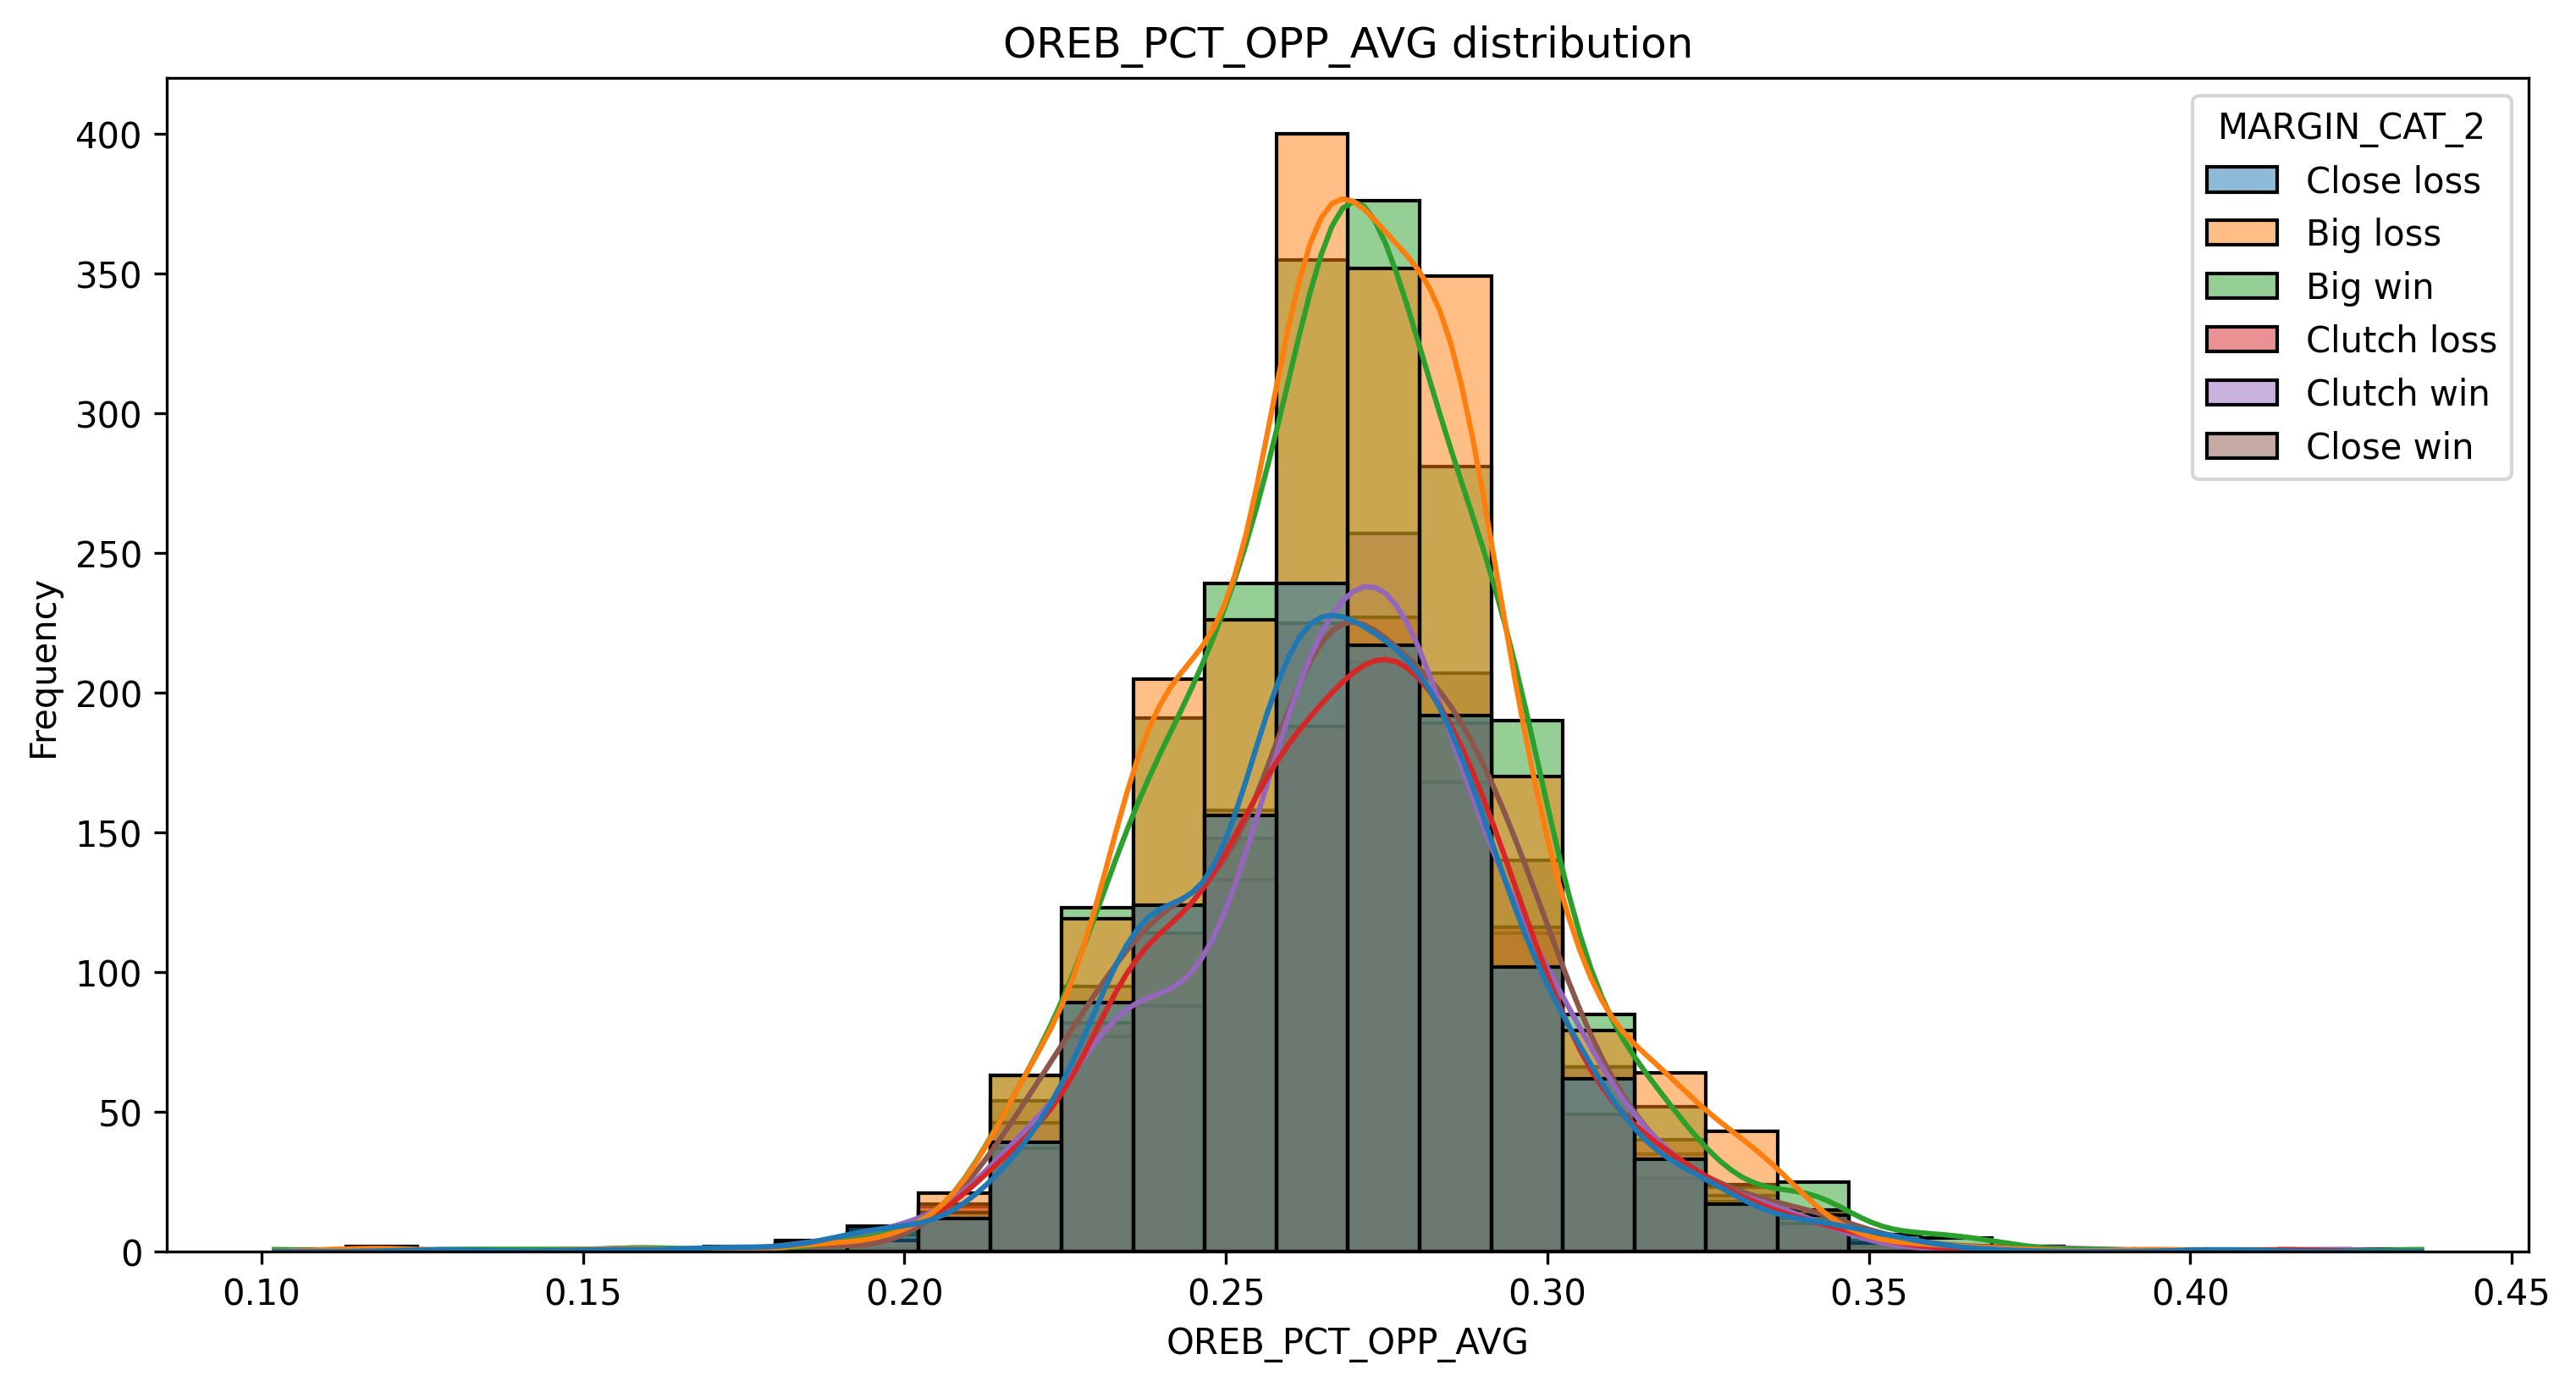 OREB_PCT_OPP_AVG distribution
MARGIN_CAT_2
Close loss
Big loss
Big win
Clutch loss
Clutch win
Close win
Frequency
400
350
300
250
200
150
100
50
0
0.10 0.15 0.20 0.25 0.30 0.35 0.40 0.45
OREB_PCT_OPP_AVG